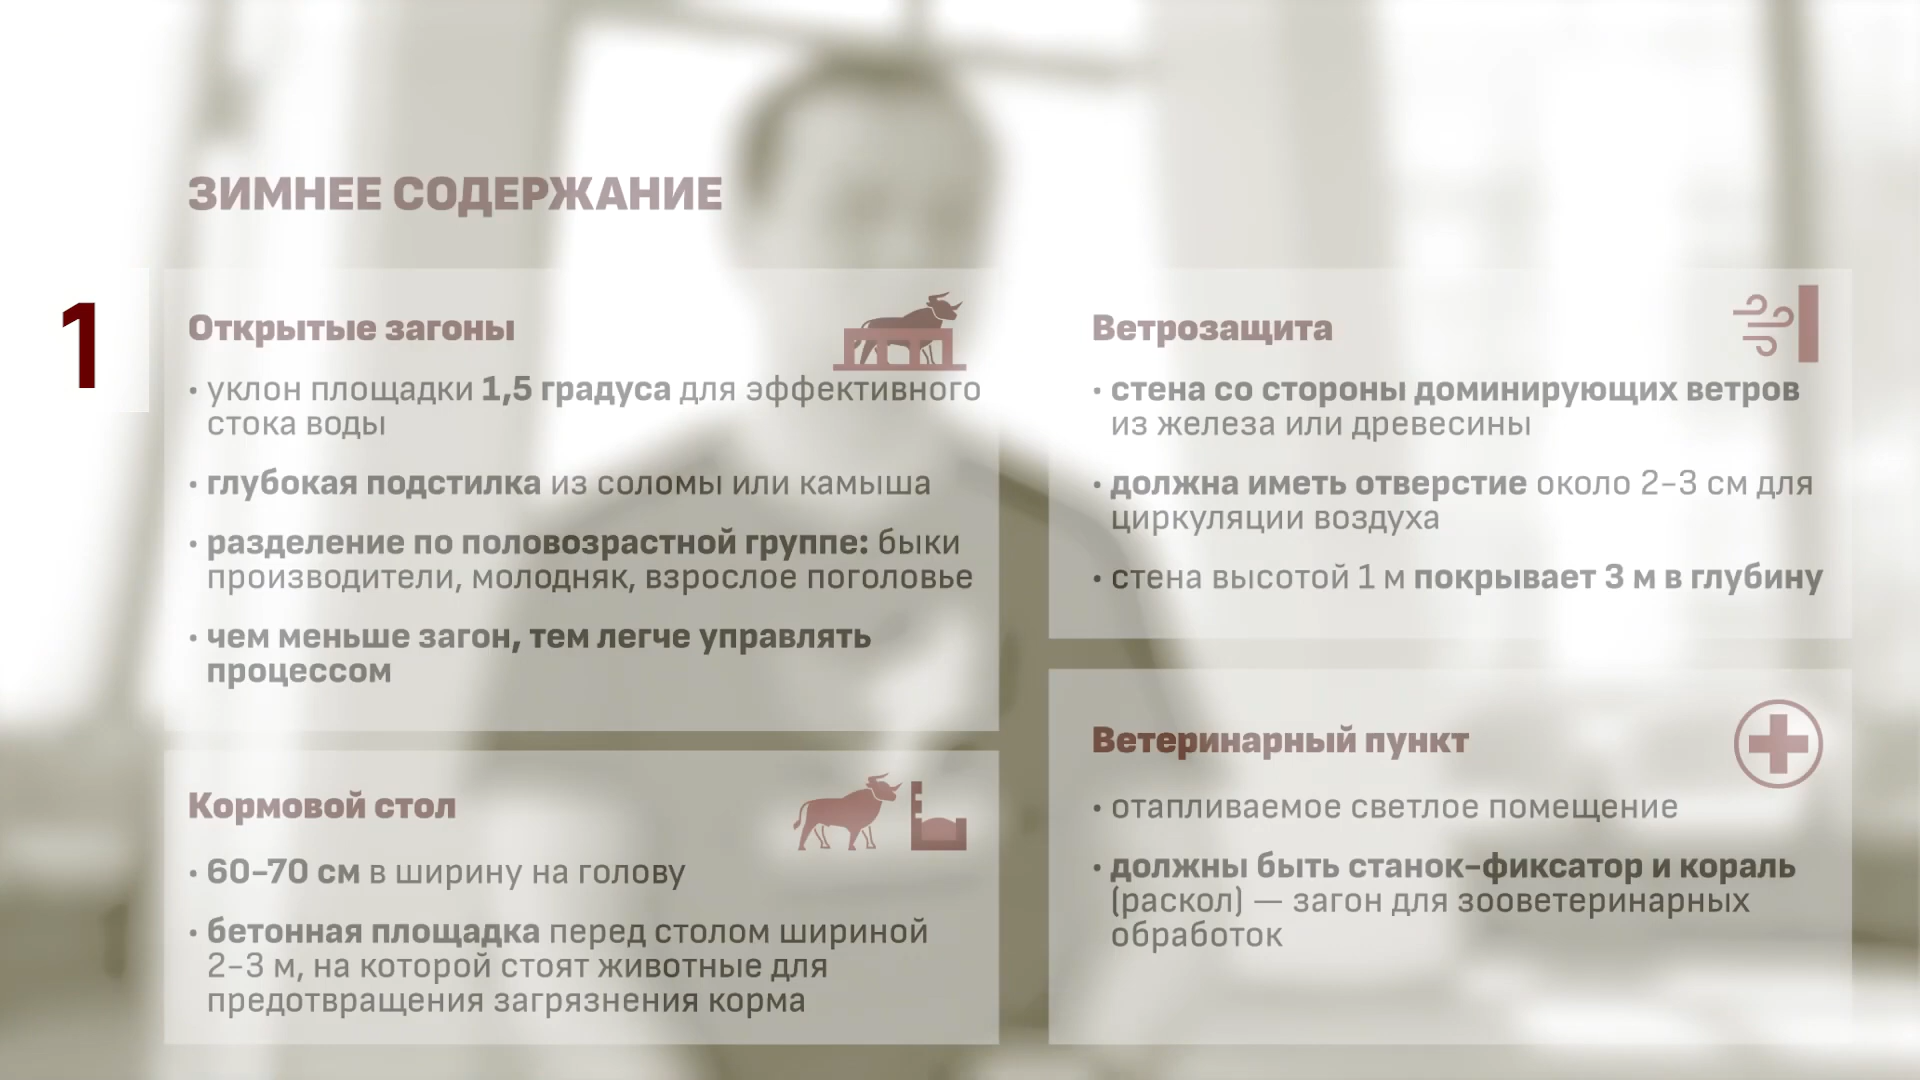 ЗИМНЕЕ СОДЕРЖАНИЕ
1
Открытые загоны
• уклон площадки 1,5 градуса для эффективного
стока воды
• глубокая подстилка из соломы или камыша
• разделение по половозрастной группе: быки
производители, молодняк, взрослое поголовье
• чем меньше загон, тем легче управлять
процессом
Кормовой стол
• 60-70 см в ширину на голову
• бетонная площадка перед столом шириной
2-3 м, на которой стоят животные для
предотвращения загрязнения корма
Ветрозащита
• стена со стороны доминирующих ветров
из железа или древесины
• должна иметь отверстие около 2-3 см для
циркуляции воздуха
• стена высотой 1 м покрывает 3 м в глубину
Ветеринарный пункт
• отапливаемое светлое помещение
• должны быть станок-фиксатор и кораль
(раскол) — загон для зооветеринарных
обработок